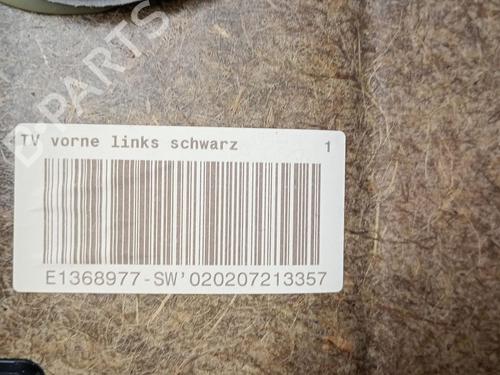 B-PARTS
TV vorne links schwarz 1
E1368977-SW'020207213357